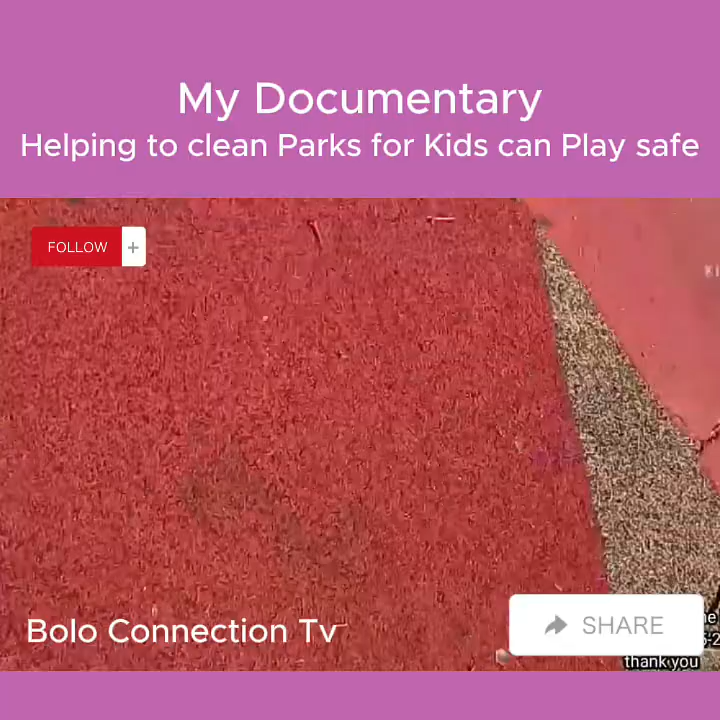 My Documentary
Helping to clean Parks for Kids can Play safe
FOLLOW +
Bolo Connection Tv
SHARE
thank you